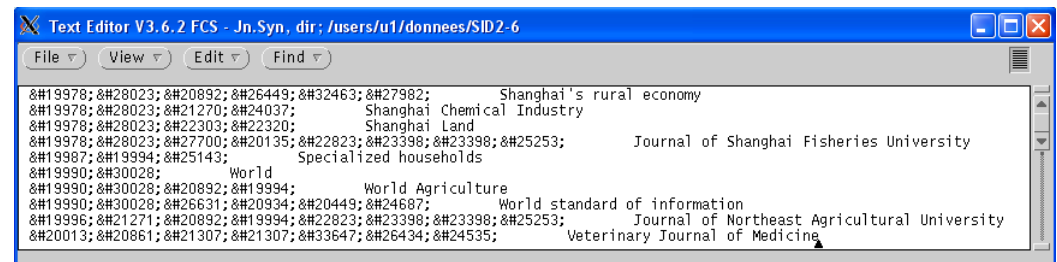 Text Editor V3.6.2 FCS - Jn.Syn, dir; /users/u1/donnees/SID2-6
File View Edit Find
&#19978;&#28023;&#20892;&#26449;&#32463;&#27982; Shanghai's rural economy
&#19978;&#28023;&#21270;&#24037; Shanghai Chemical Industry
&#19978;&#28023;&#22303;&#22320; Shanghai Land
&#19978;&#28023;&#27700;&#20135;&#22823;&#23398;&#23398;&#25253; Journal of Shanghai Fisheries University
&#19987;&#19994;&#25143; Specialized households
&#19990;&#30028; World
&#19990;&#30028;&#20892;&#19994; World Agriculture
&#19990;&#30028;&#26631;&#20934;&#20449;&#24687; World standard of information
&#19996;&#21271;&#20892;&#19994;&#22823;&#23398;&#23398;&#25253; Journal of Northeast Agricultural University
&#20013;&#20861;&#21307;&#21307;&#33647;&#26434;&#24535; Veterinary Journal of Medicine